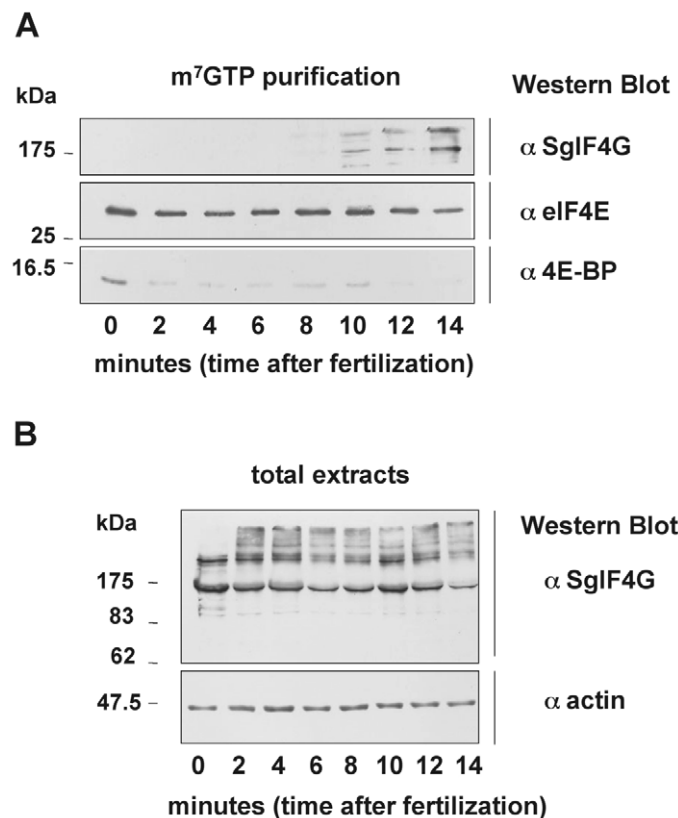 A
m⁷GTP purification
kDa
Western Blot
175
α SgIF4G
α eIF4E
25
16.5
α 4E-BP
0 2 4 6 8 10 12 14
minutes (time after fertilization)
B
total extracts
kDa
Western Blot
175
α SgIF4G
83
62
47.5
α actin
0 2 4 6 8 10 12 14
minutes (time after fertilization)